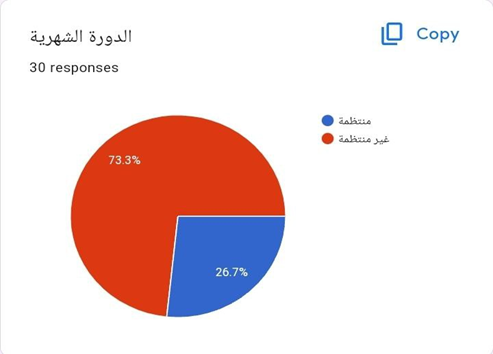 الدورة الشهرية
Copy
30 responses
منتظمة
غير منتظمة
73.3%
26.7%